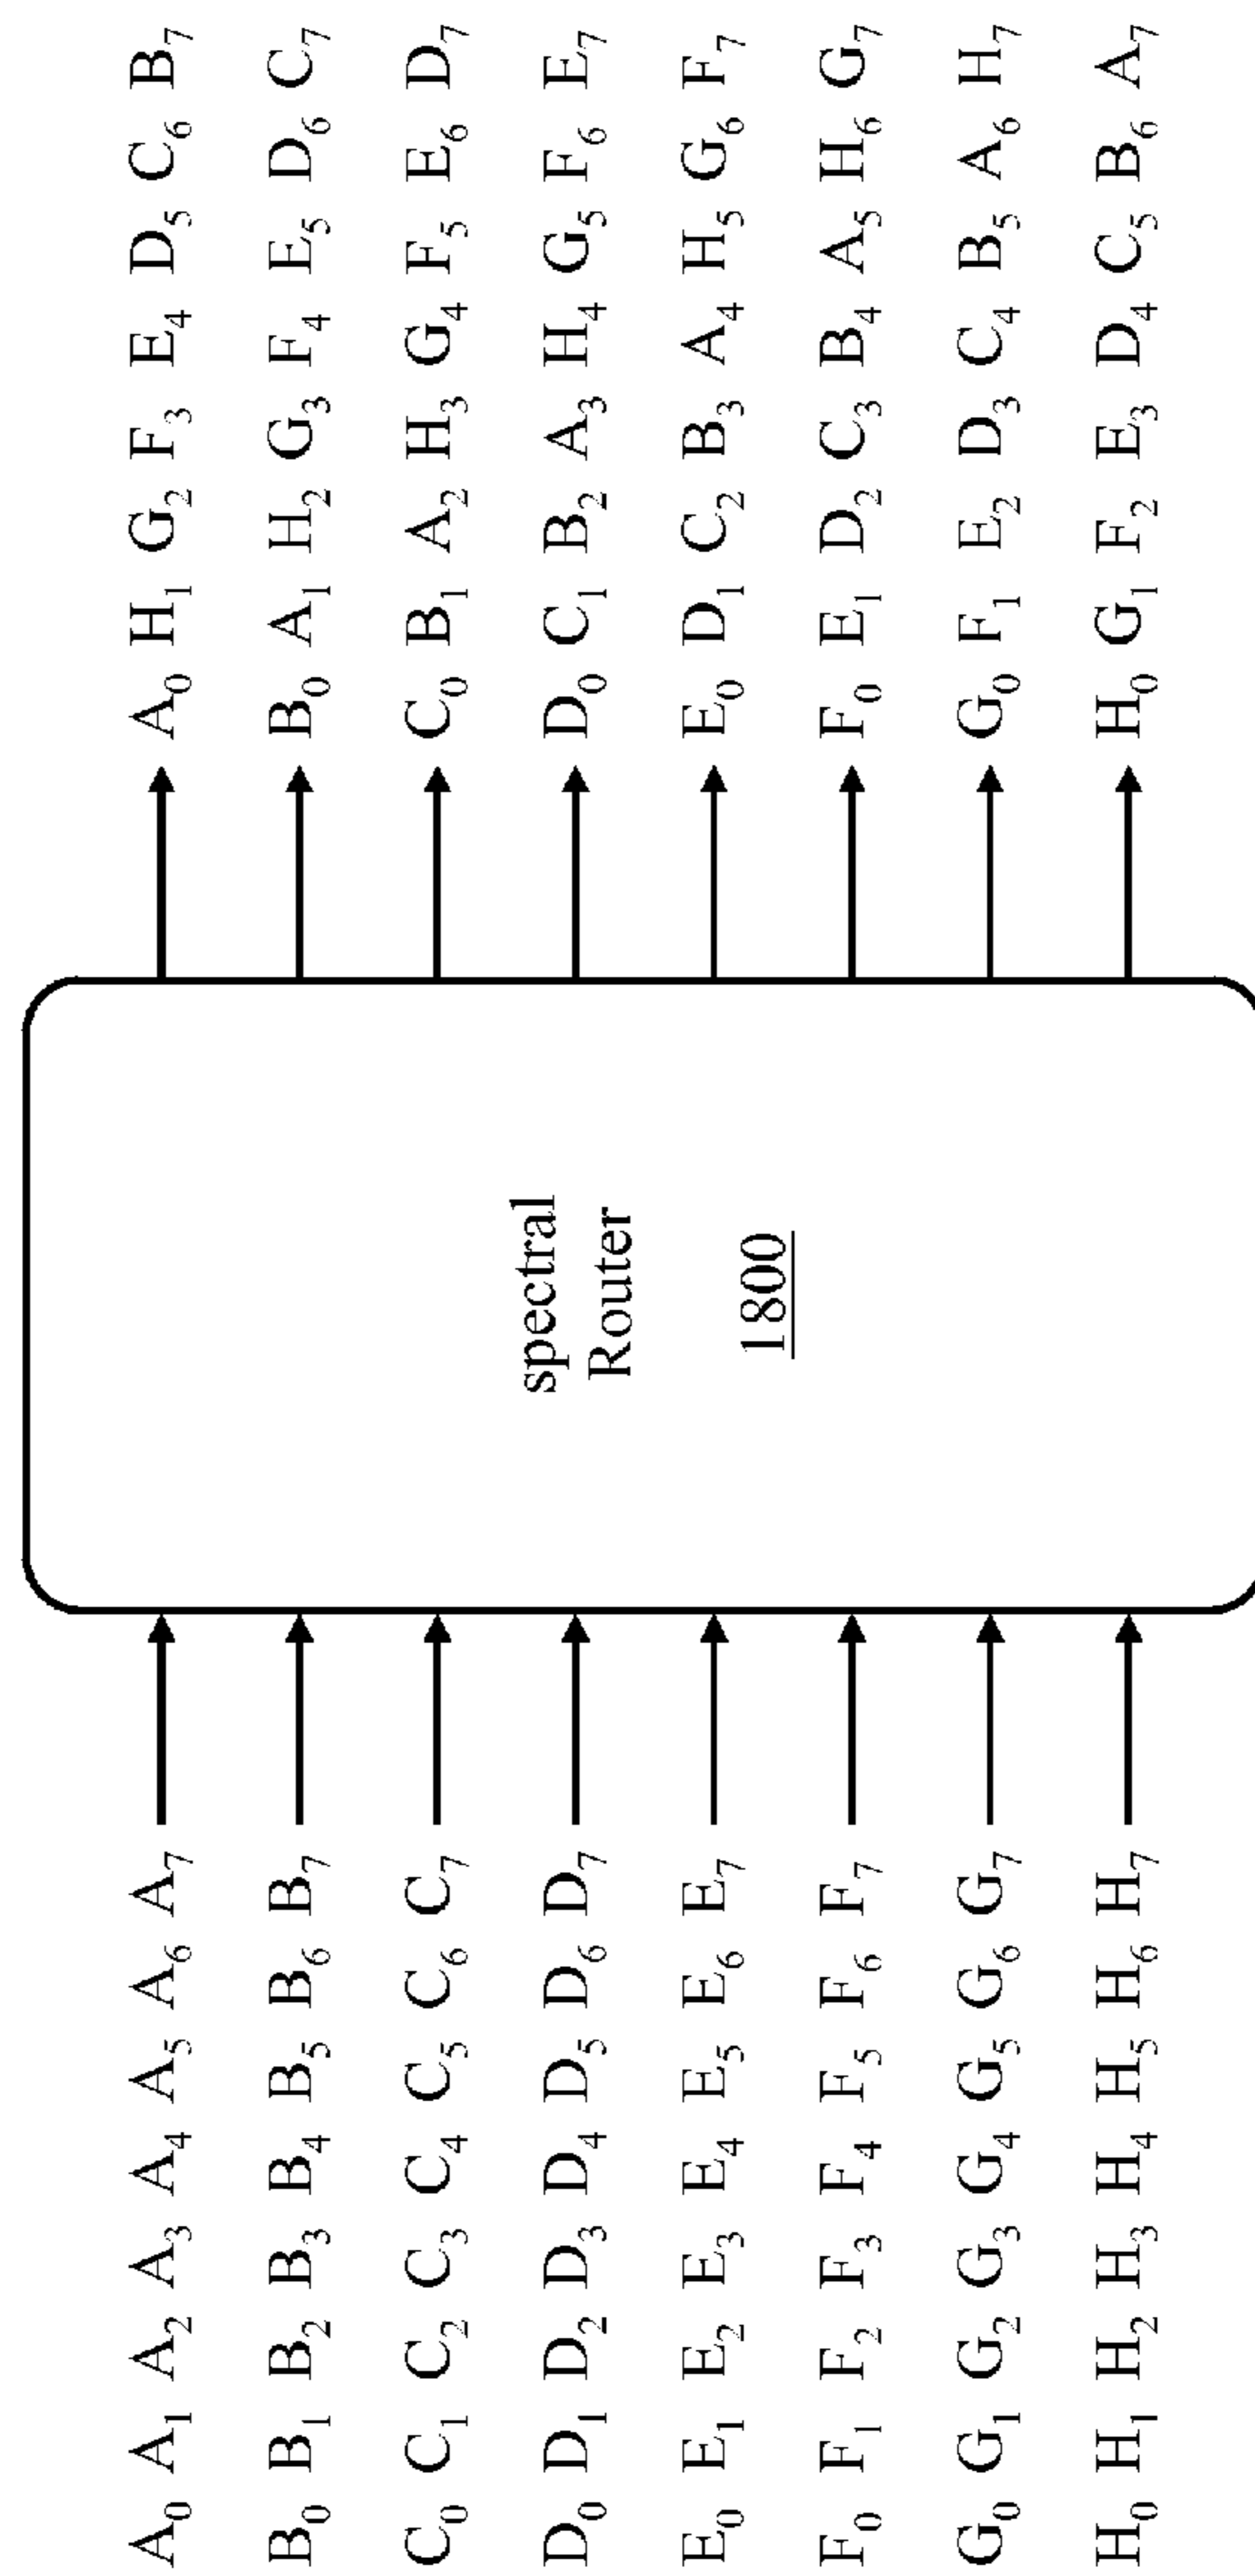 A0 A1 A2 A3 A4 A5 A6 A7
B0 B1 B2 B3 B4 B5 B6 B7
C0 C1 C2 C3 C4 C5 C6 C7
D0 D1 D2 D3 D4 D5 D6 D7
E0 E1 E2 E3 E4 E5 E6 E7
F0 F1 F2 F3 F4 F5 F6 F7
G0 G1 G2 G3 G4 G5 G6 G7
H0 H1 H2 H3 H4 H5 H6 H7
spectral
Router
1800
A0 H1 G2 F3 E4 D5 C6 B7
B0 A1 H2 G3 F4 E5 D6 C7
C0 B1 A2 H3 G4 F5 E6 D7
D0 C1 B2 A3 H4 G5 F6 E7
E0 D1 C2 B3 A4 H5 G6 F7
F0 E1 D2 C3 B4 A5 H6 G7
G0 F1 E2 D3 C4 B5 A6 H7
H0 G1 F2 E3 D4 C5 B6 A7